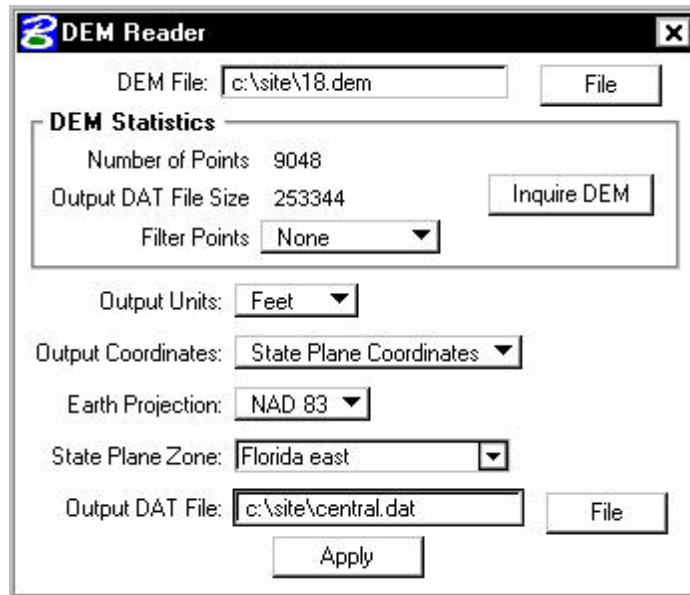 DEM Reader
DEM File: c:\site\18.dem File
DEM Statistics
Number of Points 9048
Output DAT File Size 253344 Inquire DEM
Filter Points None
Output Units: Feet
Output Coordinates: State Plane Coordinates
Earth Projection: NAD 83
State Plane Zone: Florida east
Output DAT File: c:\site\central.dat File
Apply